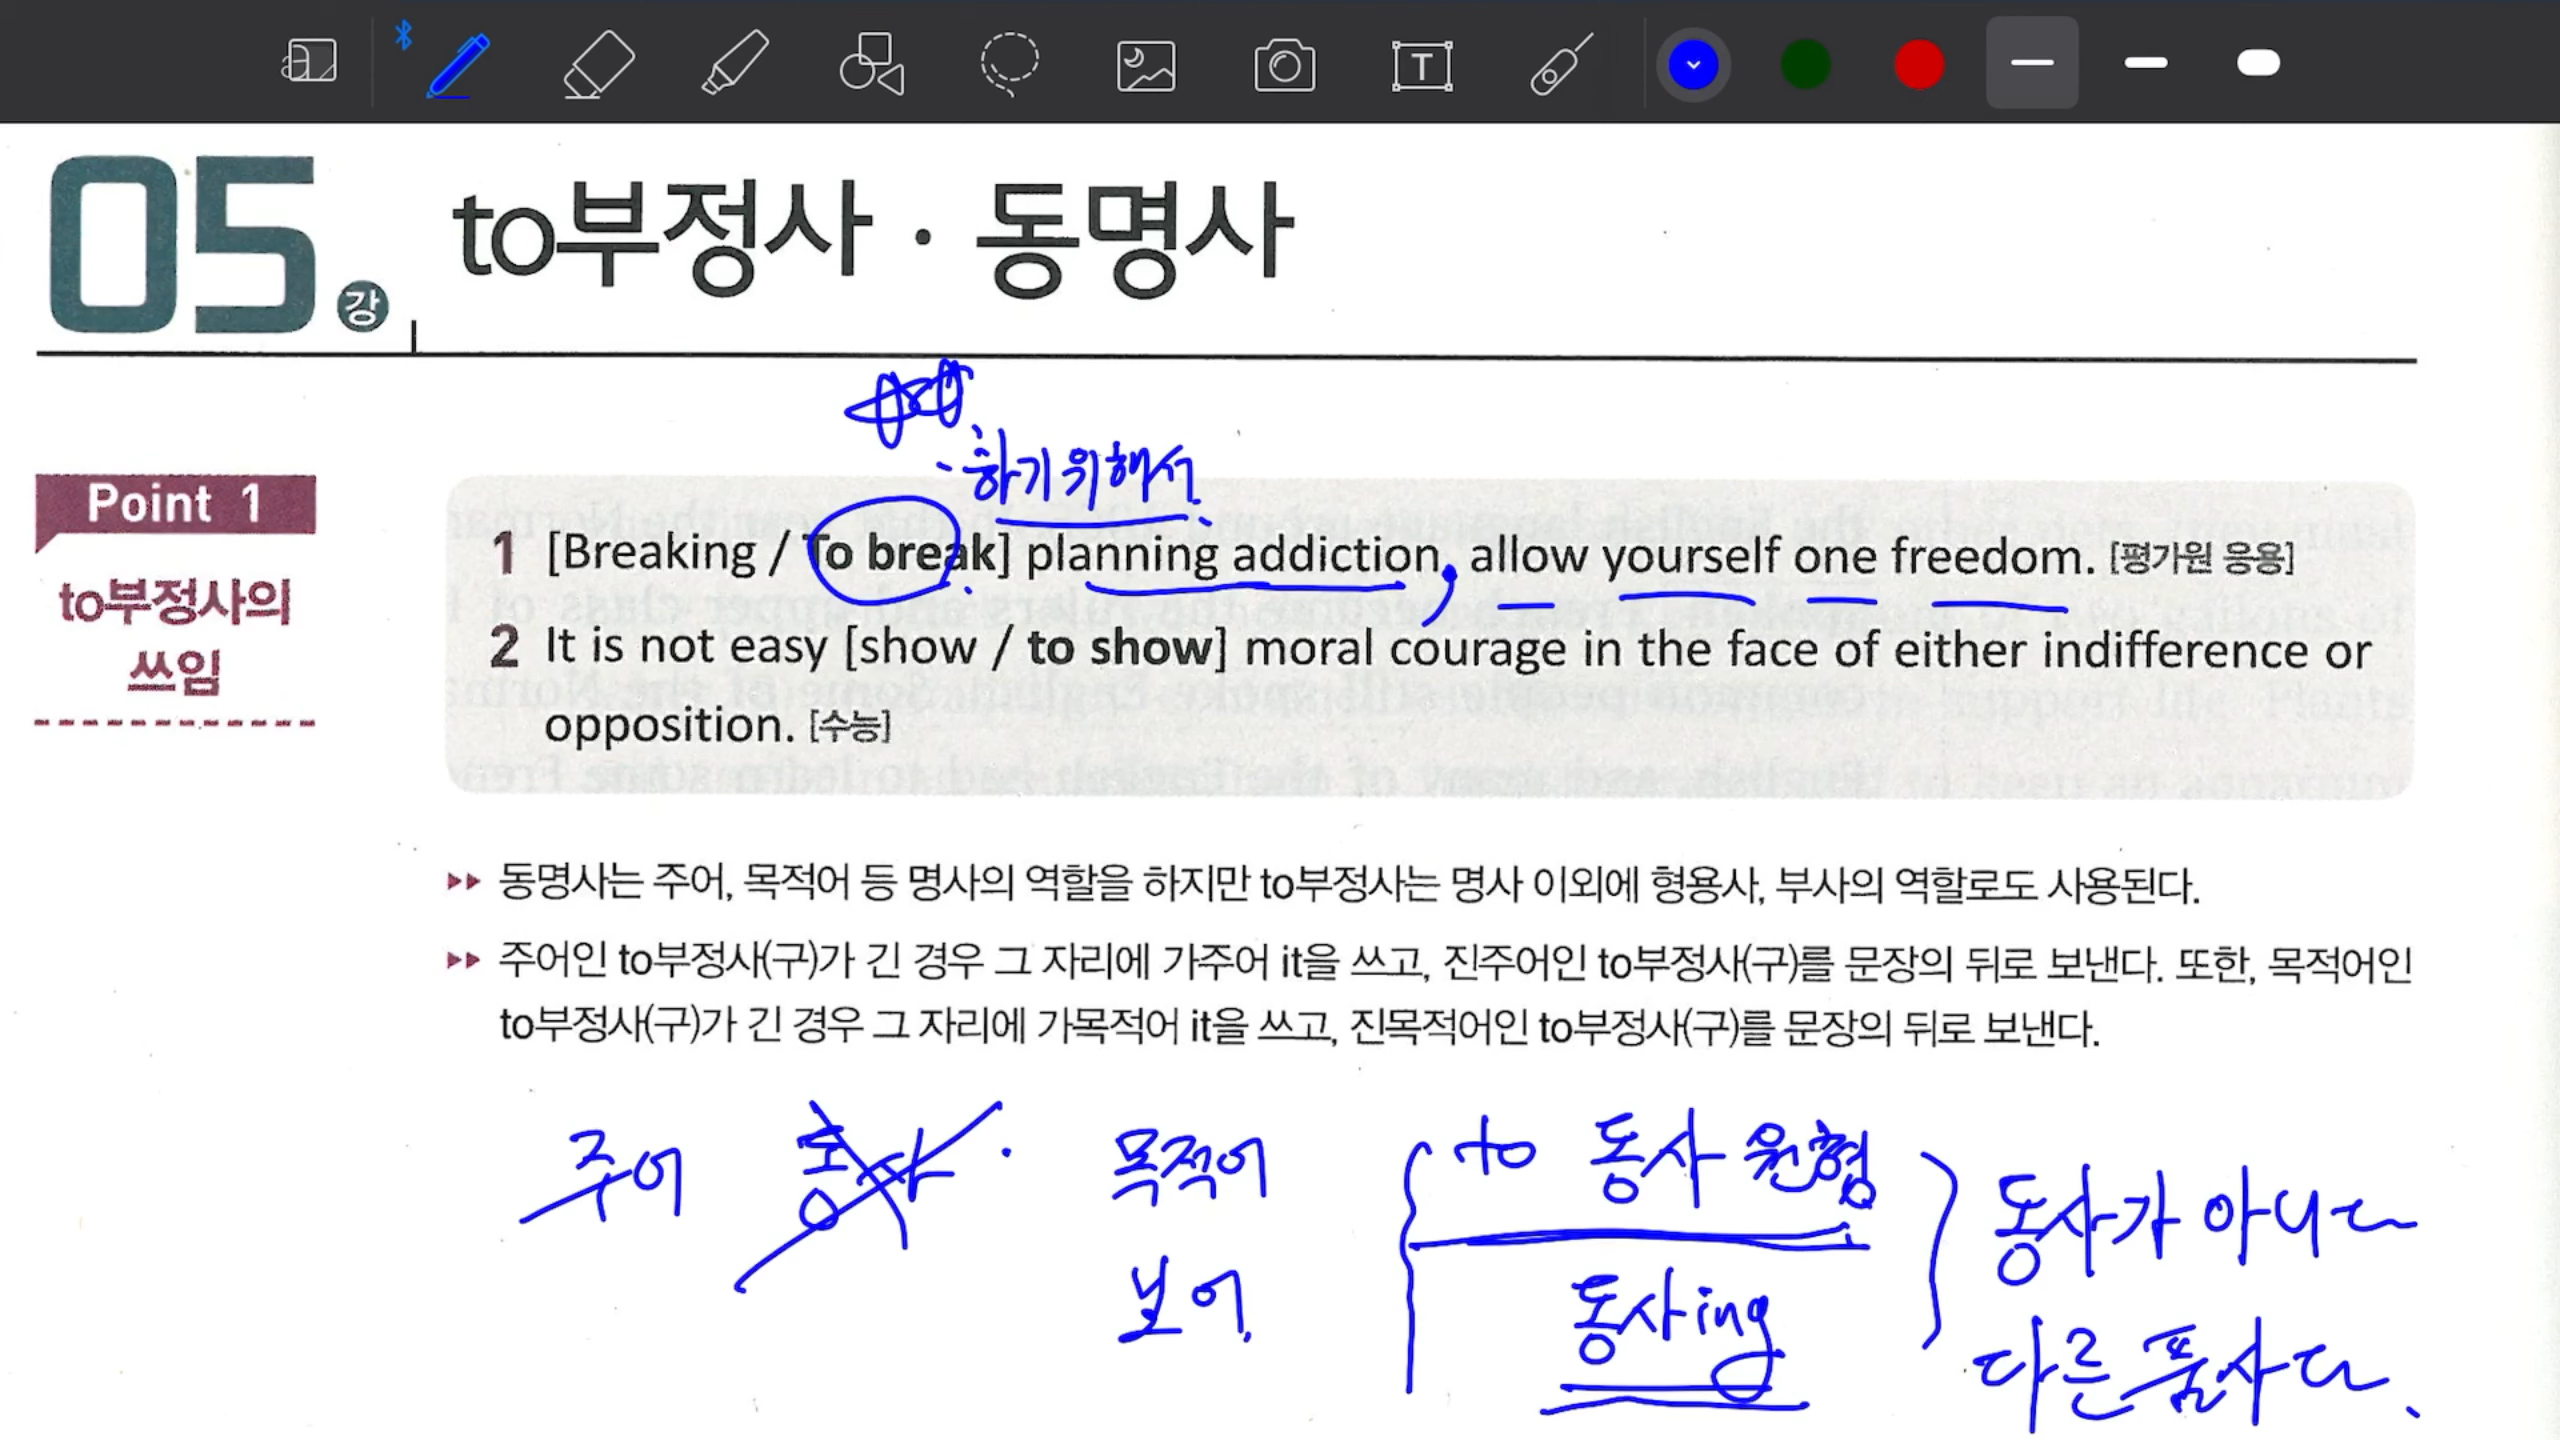 T
05강
to부정사 · 동명사
하기위해서
Point 1
to부정사의
쓰임
1 [Breaking / To break] planning addiction, allow yourself one freedom. [평가원 응용]
2 It is not easy [show / to show] moral courage in the face of either indifference or
opposition. [수능]
▸▸ 동명사는 주어, 목적어 등 명사의 역할을 하지만 to부정사는 명사 이외에 형용사, 부사의 역할로도 사용된다.
▸▸ 주어인 to부정사(구)가 긴 경우 그 자리에 가주어 it을 쓰고, 진주어인 to부정사(구)를 문장의 뒤로 보낸다. 또한, 목적어인
to부정사(구)가 긴 경우 그 자리에 가목적어 it을 쓰고, 진목적어인 to부정사(구)를 문장의 뒤로 보낸다.
주어 동사 목적어 to 동사 원형
보어 동사ing
동사가 아니다
다른 품사다.